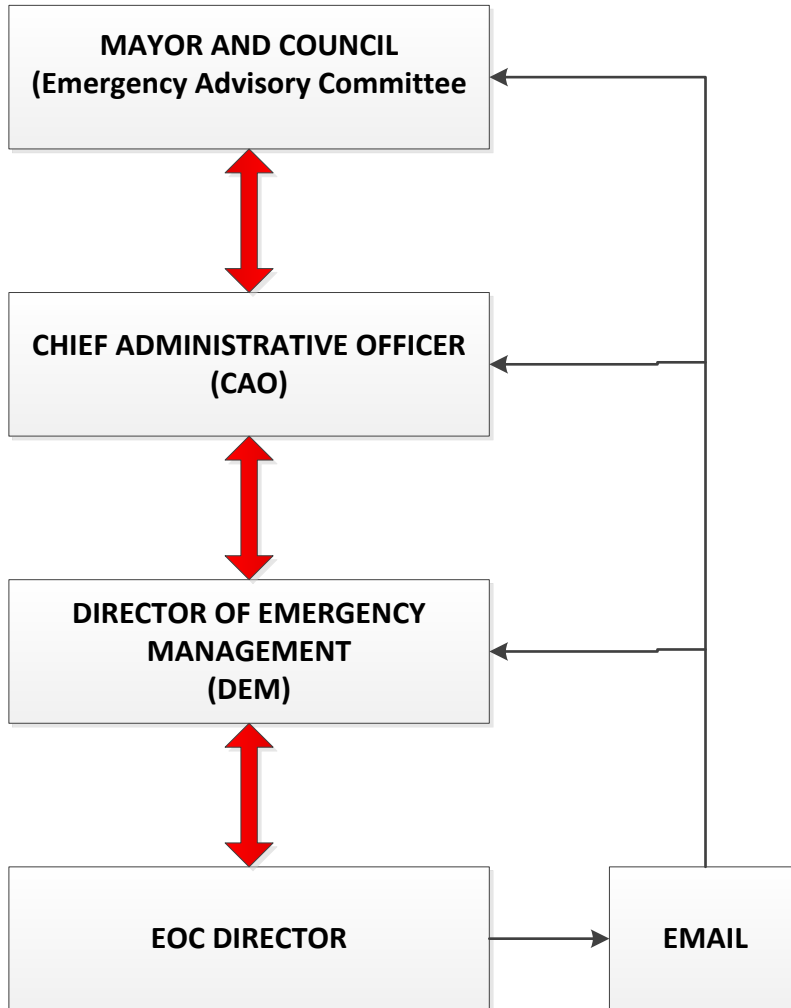 MAYOR AND COUNCIL
(Emergency Advisory Committee
CHIEF ADMINISTRATIVE OFFICER
(CAO)
DIRECTOR OF EMERGENCY
MANAGEMENT
(DEM)
EOC DIRECTOR
EMAIL